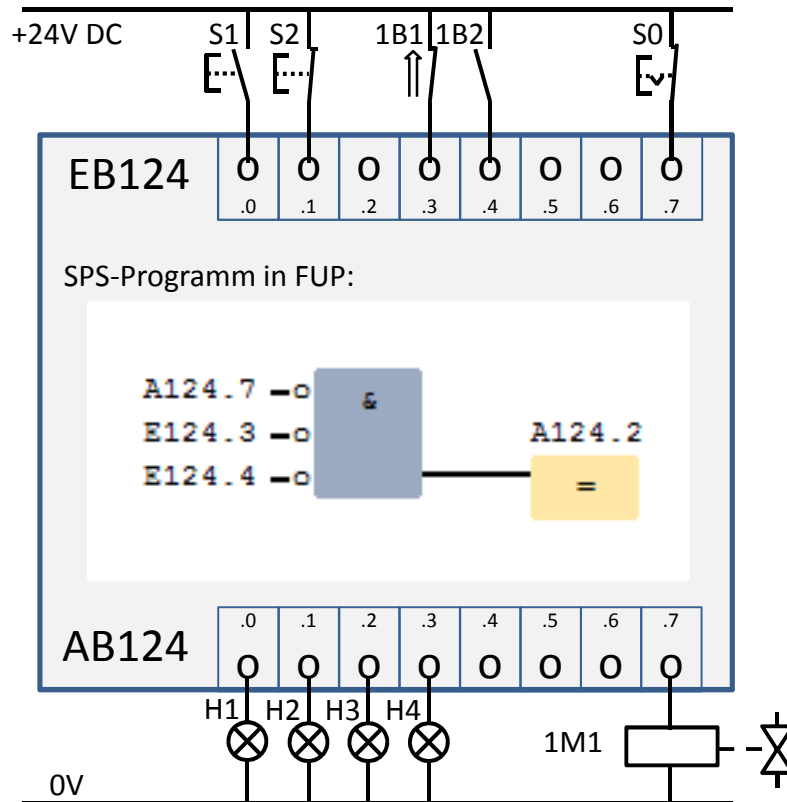 +24V DC S1 S2 1B1 1B2 S0
EB124 O O O O O O O O
.0 .1 .2 .3 .4 .5 .6 .7
SPS-Programm in FUP:
A124.7
&
E124.3
A124.2
E124.4
=
AB124 .0 .1 .2 .3 .4 .5 .6 .7
O O O O O O O O
H1 H2 H3 H4
1M1
0V